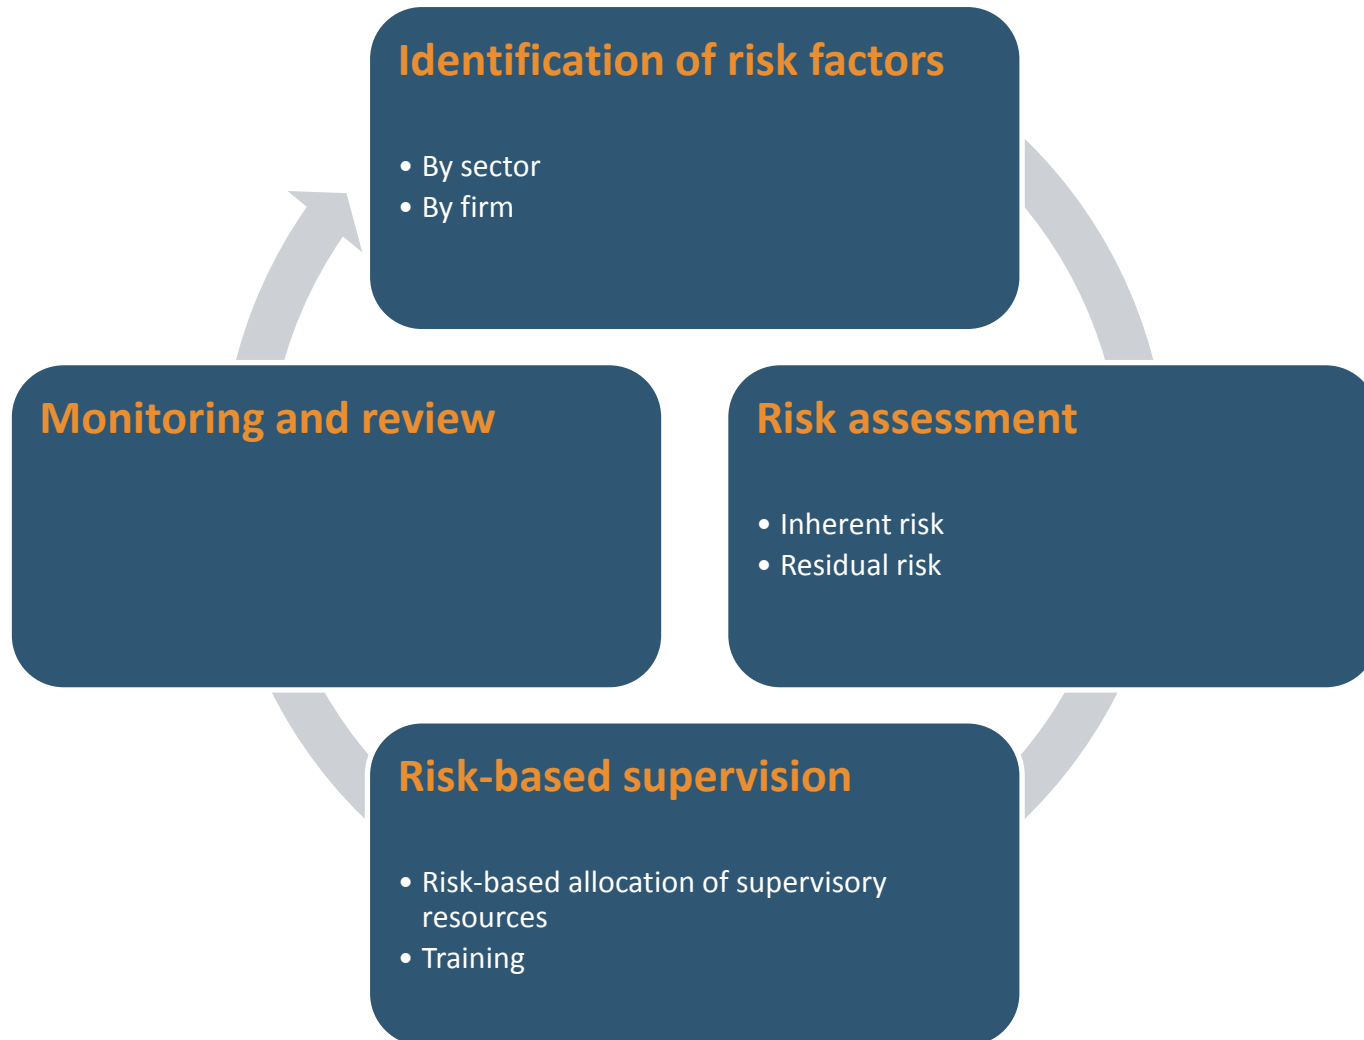 Identification of risk factors
• By sector
• By firm
Monitoring and review
Risk assessment
• Inherent risk
• Residual risk
Risk-based supervision
• Risk-based allocation of supervisory
resources
• Training